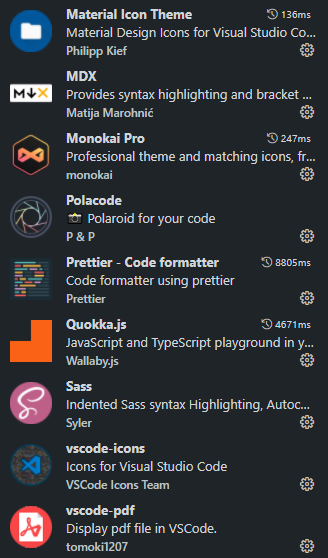 Material Icon Theme 136ms
Material Design Icons for Visual Studio Co...
Philipp Kief
MDX
Provides syntax highlighting and bracket ...
Matija Marohnić
Monokai Pro 247ms
Professional theme and matching icons, fr...
monokai
Polacode
📸 Polaroid for your code
P & P
Prettier - Code formatter 8805ms
Code formatter using prettier
Prettier
Quokka.js 4671ms
JavaScript and TypeScript playground in y...
Wallaby.js
Sass
Indented Sass syntax Highlighting, Autoc...
Syler
vscode-icons
Icons for Visual Studio Code
VSCode Icons Team
vscode-pdf
Display pdf file in VSCode.
tomoki1207